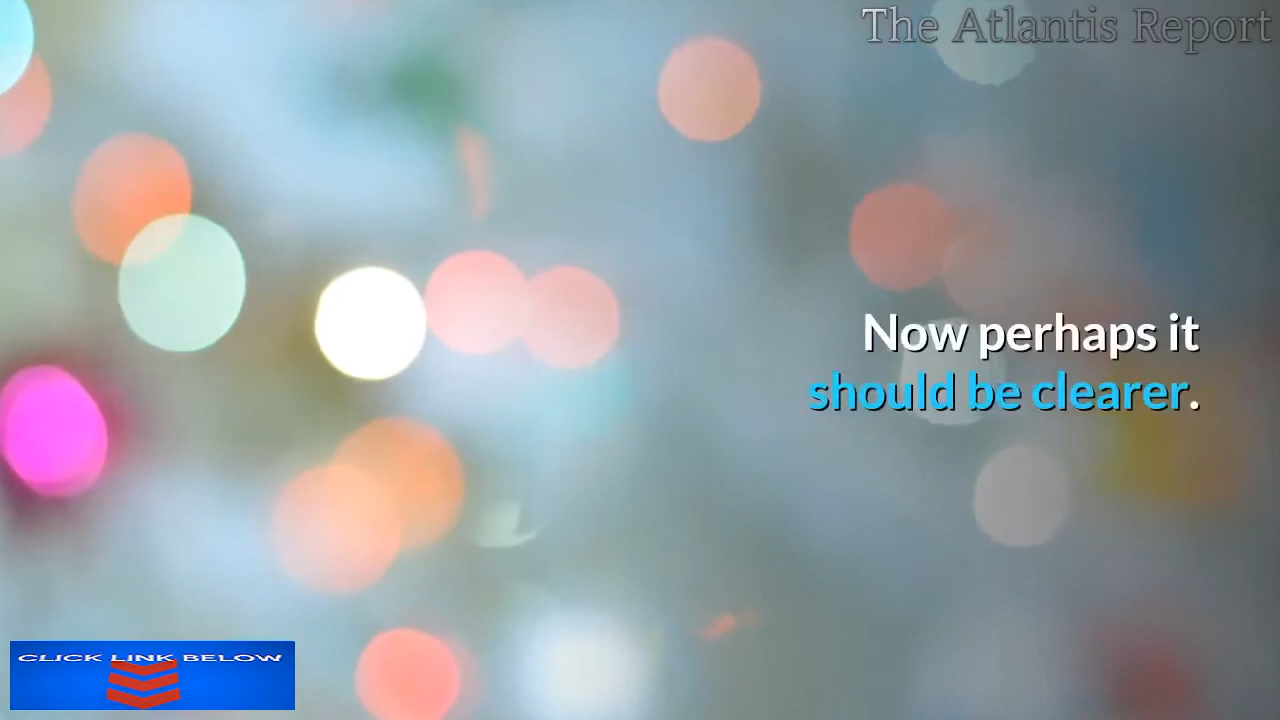 The Atlantis Report
Now perhaps it
should be clearer.
CLICK LINK BELOW